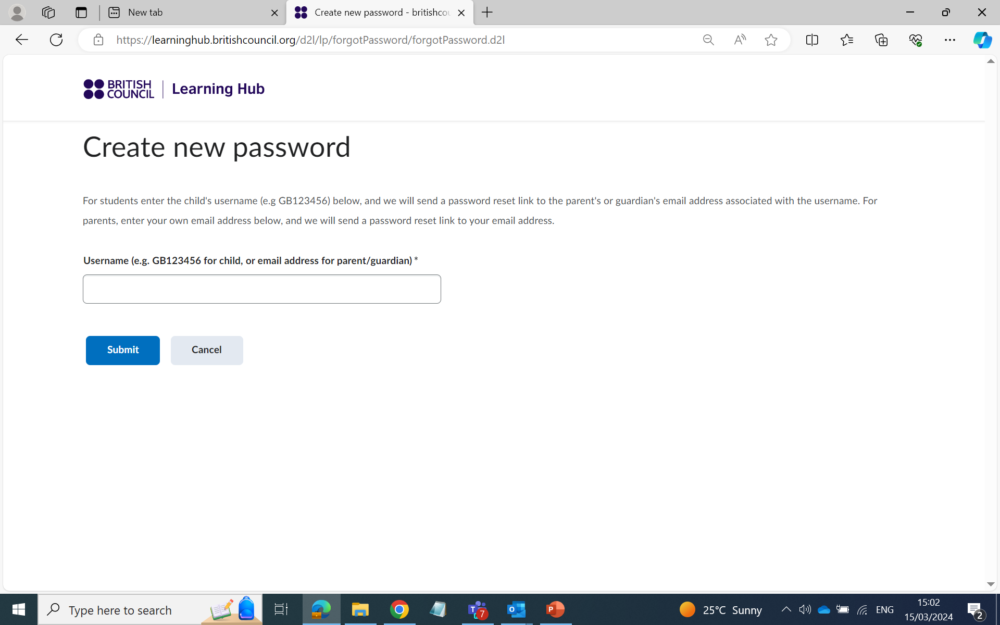 New tab
Create new password - britishcou
https://learninghub.britishcouncil.org/d2l/lp/forgotPassword/forgotPassword.d2l
BRITISH
COUNCIL
Learning Hub
Create new password
For students enter the child's username (e.g GB123456) below, and we will send a password reset link to the parent's or guardian's email address associated with the username. For
parents, enter your own email address below, and we will send a password reset link to your email address.
Username (e.g. GB123456 for child, or email address for parent/guardian) *
Submit
Cancel
Type here to search
T
7
O
P
25°C Sunny
ENG
15:02
15/03/2024
2